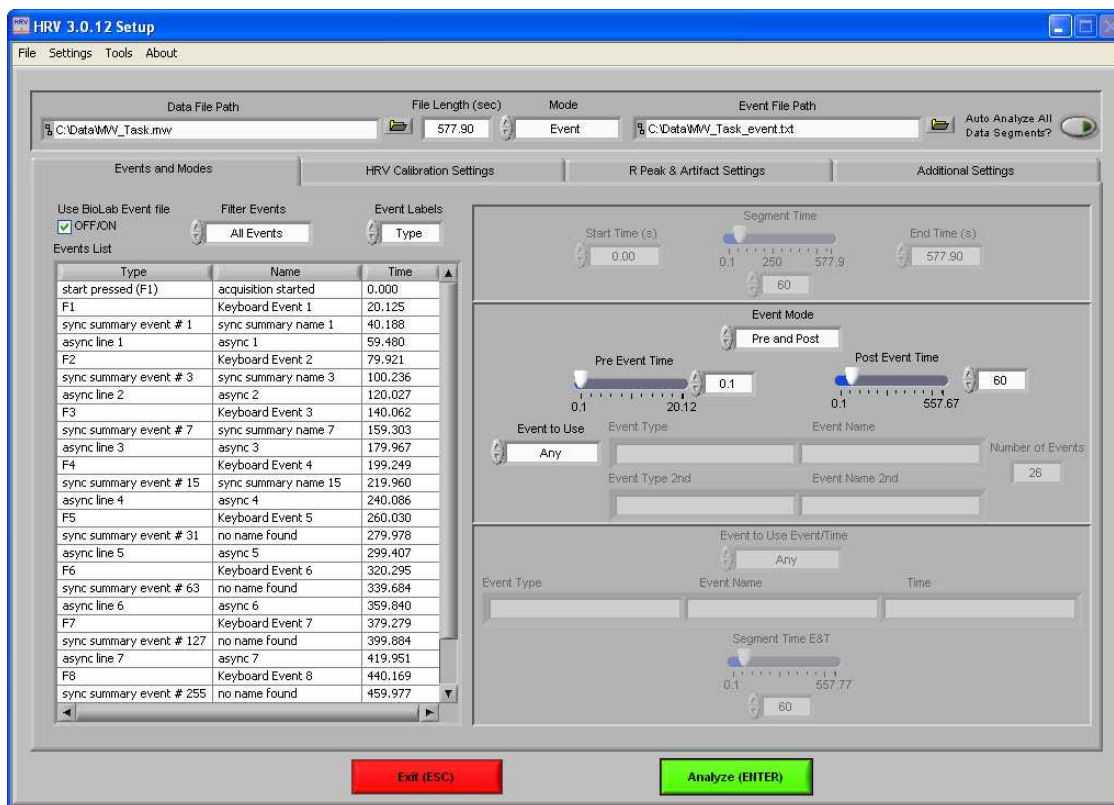 HRV 3.0.12 Setup
File Settings Tools About
Data File Path File Length (sec) Mode Event File Path
C:\Data\MW_Task.mw 577.90 Event C:\Data\MW_Task_event.txt Auto Analyze All
Data Segments?
Events and Modes HRV Calibration Settings R Peak & Artifact Settings Additional Settings
Use BioLab Event file Filter Events Event Labels
OFF/ON All Events Type
Events List
Type Name Time
start pressed (F1) acquisition started 0.000
F1 Keyboard Event 1 20.125
sync summary event # 1 sync summary name 1 40.188
async line 1 async 1 59.480
F2 Keyboard Event 2 79.921
sync summary event # 3 sync summary name 3 100.236
async line 2 async 2 120.027
F3 Keyboard Event 3 140.062
sync summary event # 7 sync summary name 7 159.303
async line 3 async 3 179.967
F4 Keyboard Event 4 199.249
sync summary event # 15 sync summary name 15 219.960
async line 4 async 4 240.086
F5 Keyboard Event 5 260.030
sync summary event # 31 no name found 279.978
async line 5 async 5 299.407
F6 Keyboard Event 6 320.295
sync summary event # 63 no name found 339.684
async line 6 async 6 359.840
F7 Keyboard Event 7 379.279
sync summary event # 127 no name found 399.884
async line 7 async 7 419.951
F8 Keyboard Event 8 440.169
sync summary event # 255 no name found 459.977
Segment Time
Start Time (s) End Time (s)
0.00 0.1 250 577.9 577.90
60
Event Mode
Pre and Post
Pre Event Time Post Event Time
0.1 60
0.1 20.12 0.1 557.67
Event to Use Event Type Event Name Number of Events
Any 26
Event Type 2nd Event Name 2nd
Event to Use Event/Time
Any
Event Type Event Name Time
Segment Time E&T
0.1 557.77
60
Exit (ESC) Analyze (ENTER)